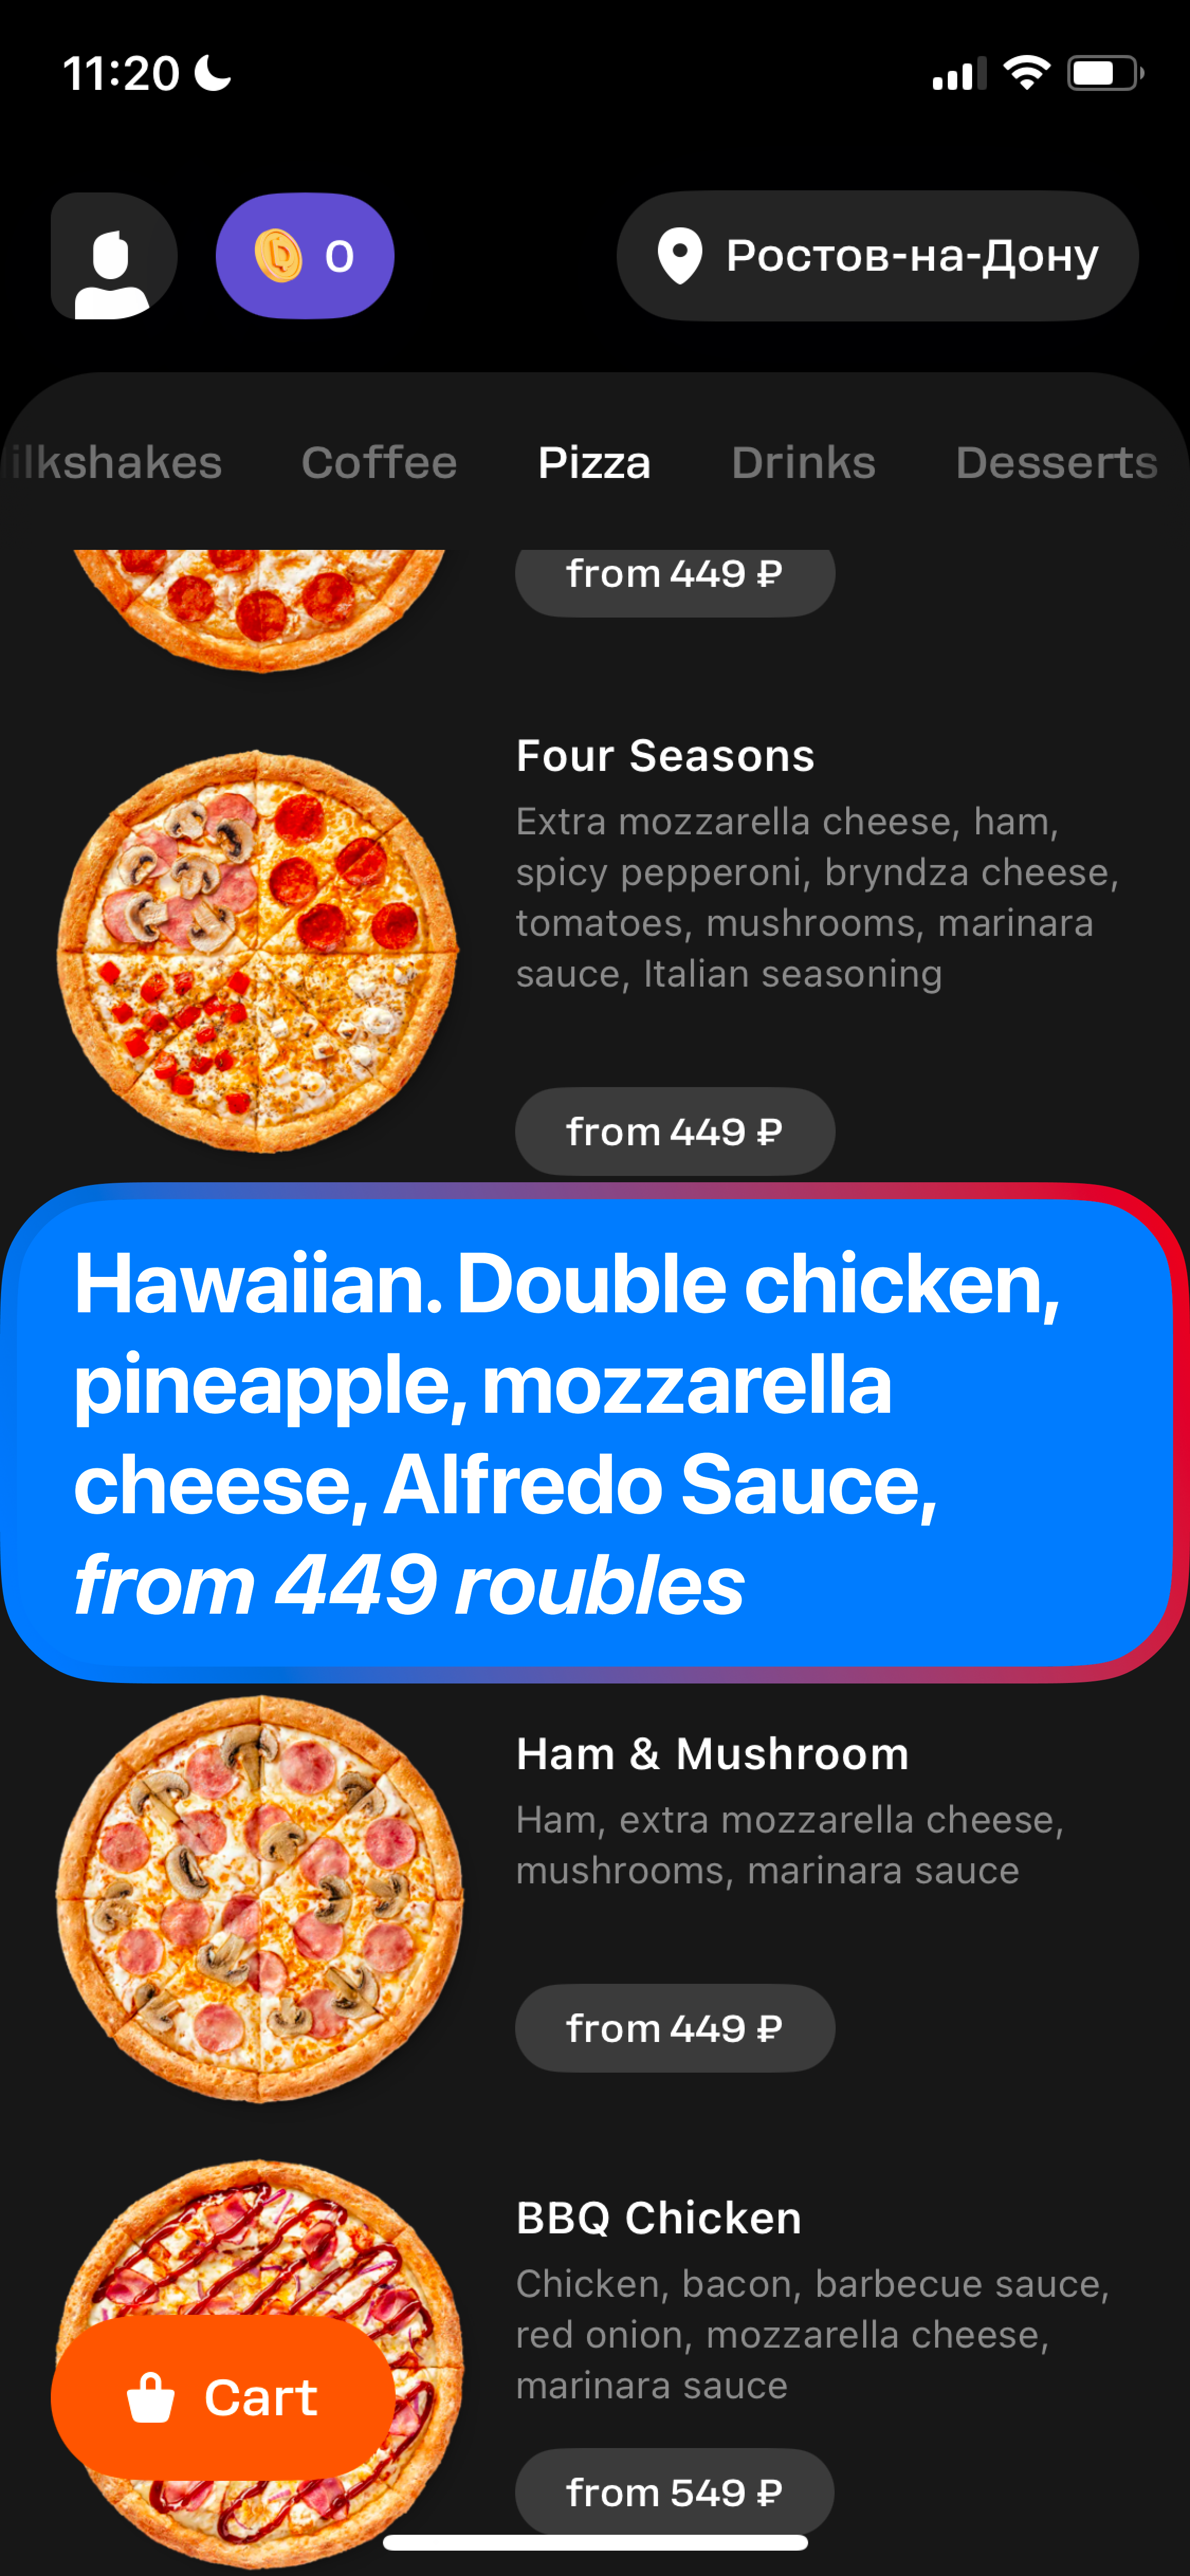 11:20
0
Ростов-на-Дону
ilkshakes Coffee Pizza Drinks Desserts
from 449 ₽
Four Seasons
Extra mozzarella cheese, ham,
spicy pepperoni, bryndza cheese,
tomatoes, mushrooms, marinara
sauce, Italian seasoning
from 449 ₽
Hawaiian. Double chicken,
pineapple, mozzarella
cheese, Alfredo Sauce,
from 449 roubles
Ham & Mushroom
Ham, extra mozzarella cheese,
mushrooms, marinara sauce
from 449 ₽
BBQ Chicken
Chicken, bacon, barbecue sauce,
red onion, mozzarella cheese,
marinara sauce
Cart
from 549 ₽